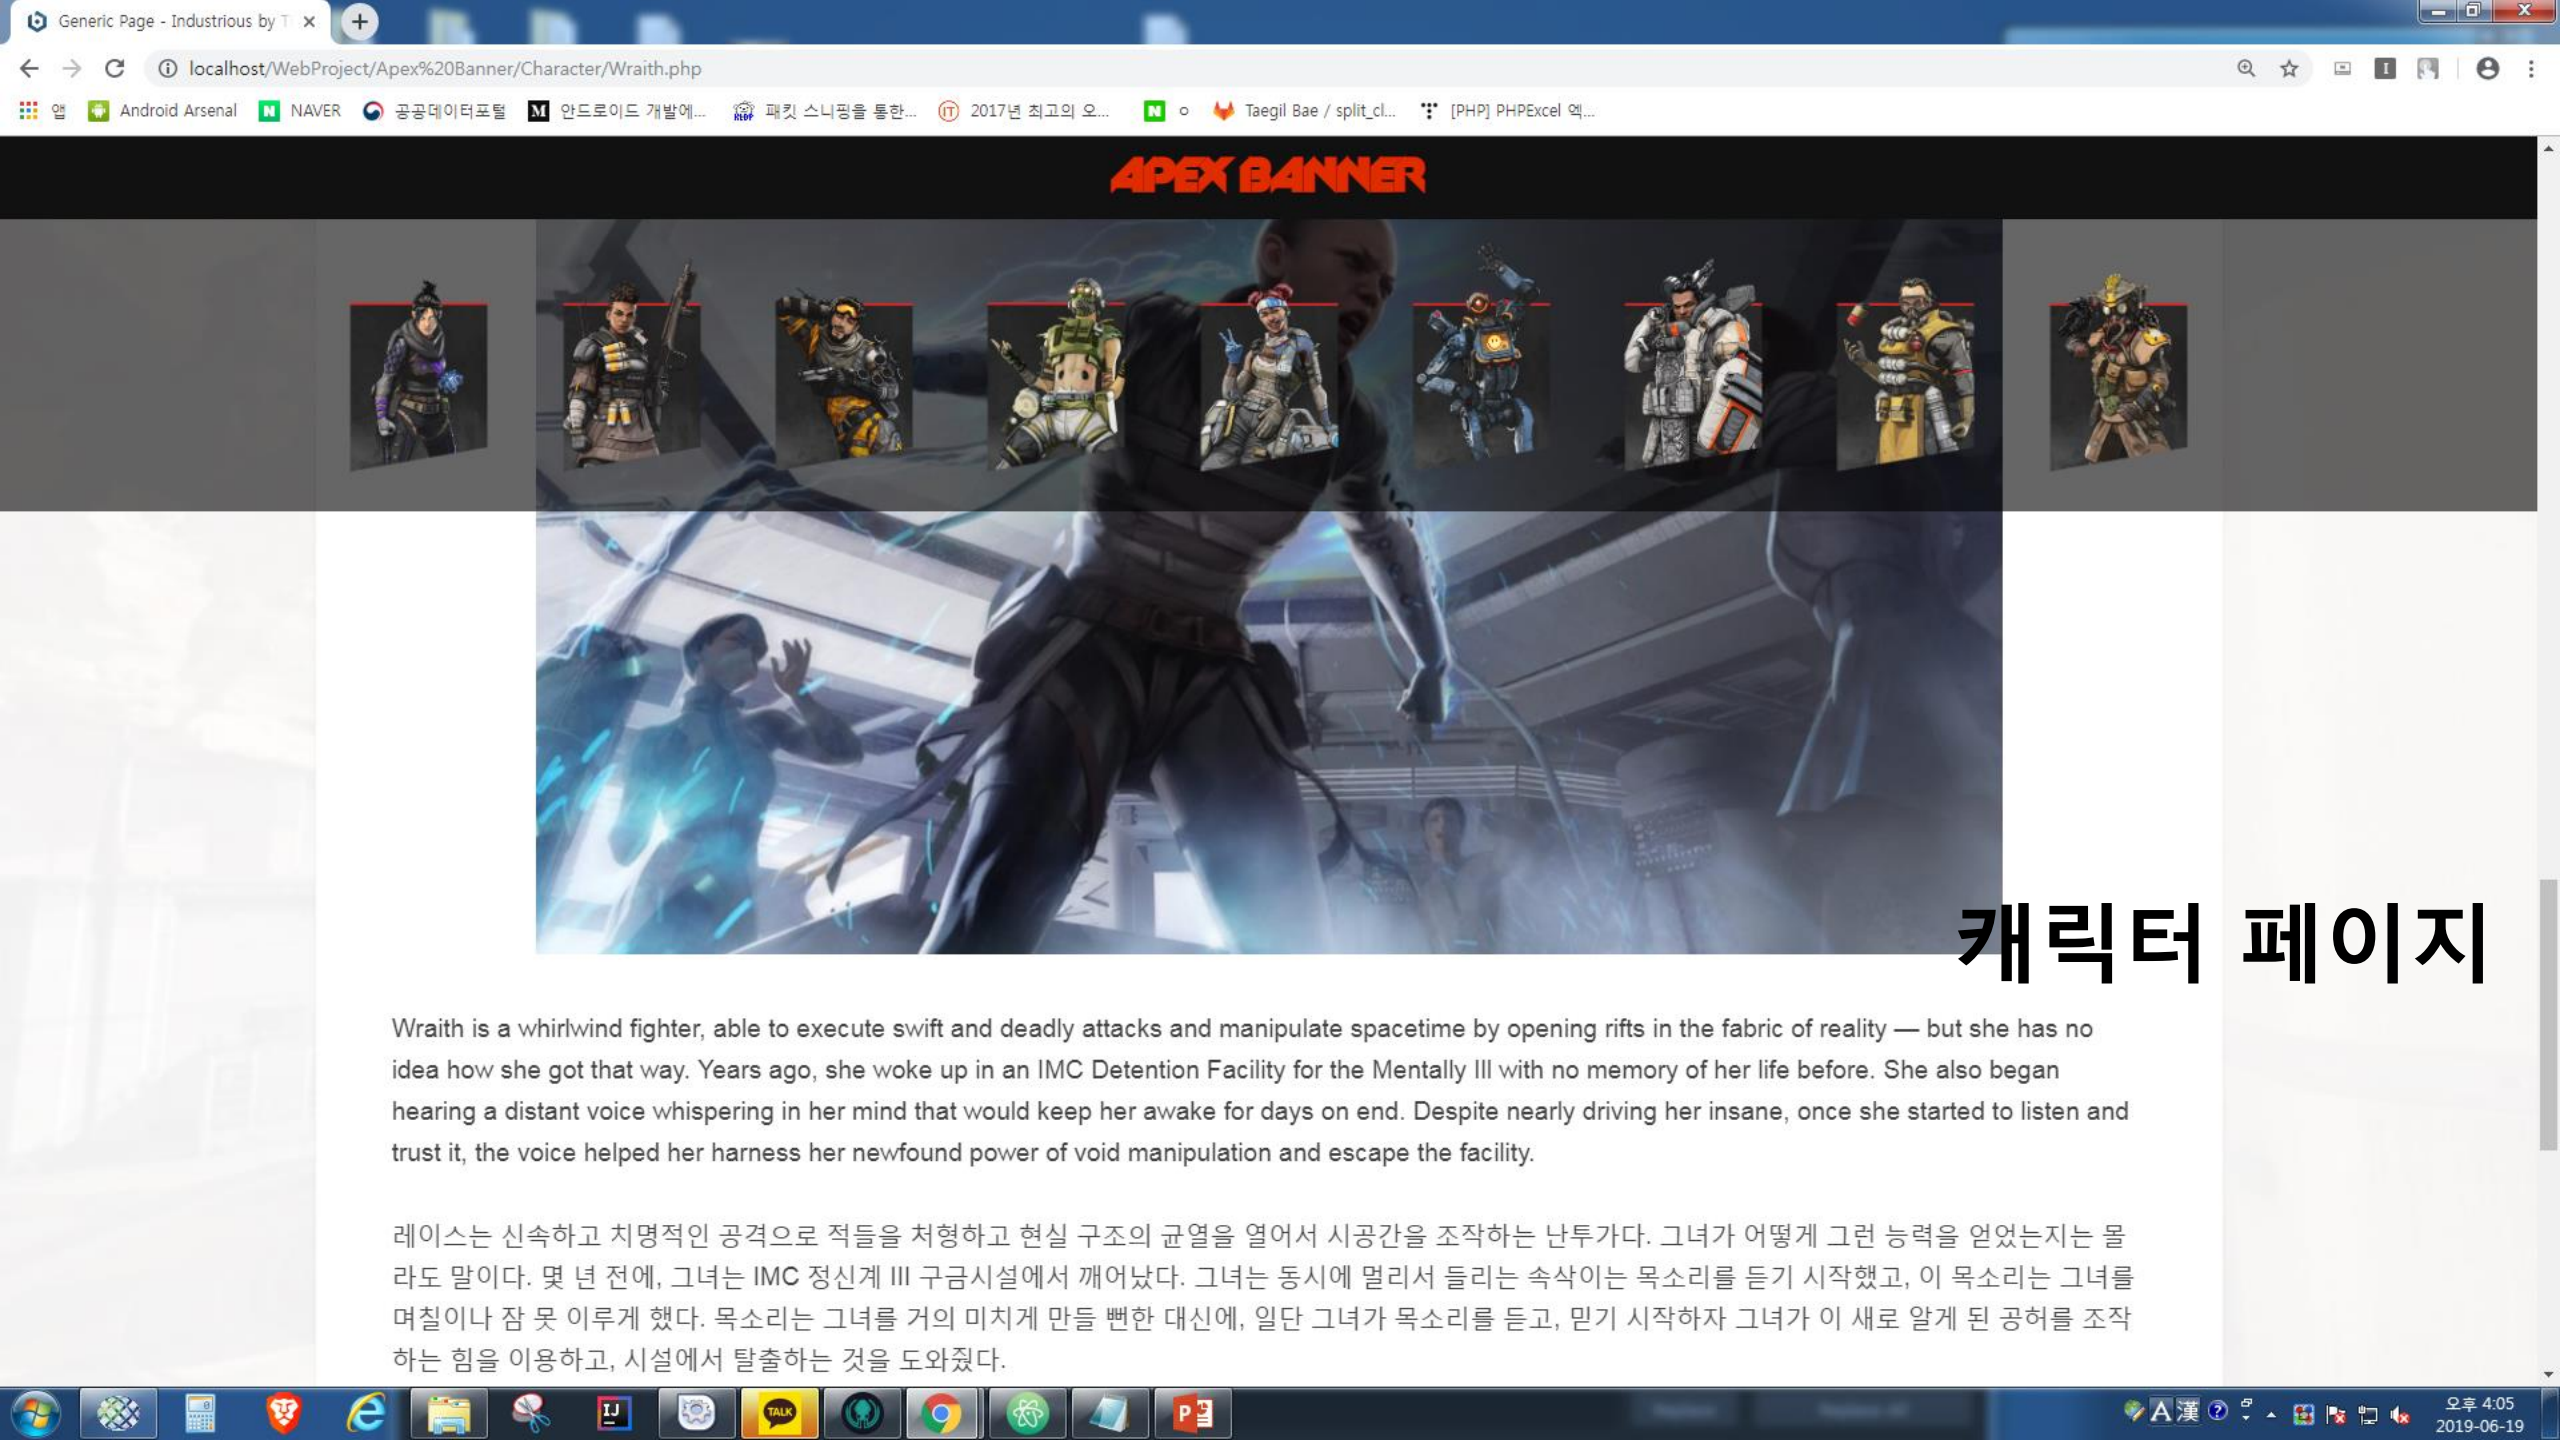 Generic Page - Industrious by T
localhost/WebProject/Apex%20Banner/Character/Wraith.php
앱 Android Arsenal NAVER 공공데이터포털 안드로이드 개발에... 패킷 스니핑을 통한... 2017년 최고의 오... o Taegil Bae / split_cl... [PHP] PHPExcel 엑...
APEX BANNER
캐릭터 페이지
Wraith is a whirlwind fighter, able to execute swift and deadly attacks and manipulate spacetime by opening rifts in the fabric of reality — but she has no
idea how she got that way. Years ago, she woke up in an IMC Detention Facility for the Mentally Ill with no memory of her life before. She also began
hearing a distant voice whispering in her mind that would keep her awake for days on end. Despite nearly driving her insane, once she started to listen and
trust it, the voice helped her harness her newfound power of void manipulation and escape the facility.
레이스는 신속하고 치명적인 공격으로 적들을 처형하고 현실 구조의 균열을 열어서 시공간을 조작하는 난투가다. 그녀가 어떻게 그런 능력을 얻었는지는 몰
라도 말이다. 몇 년 전에, 그녀는 IMC 정신계 III 구금시설에서 깨어났다. 그녀는 동시에 멀리서 들리는 속삭이는 목소리를 듣기 시작했고, 이 목소리는 그녀를
며칠이나 잠 못 이루게 했다. 목소리는 그녀를 거의 미치게 만들 뻔한 대신에, 일단 그녀가 목소리를 듣고, 믿기 시작하자 그녀가 이 새로 알게 된 공허를 조작
하는 힘을 이용하고, 시설에서 탈출하는 것을 도와줬다.
TALK
A 漢
오후 4:05
2019-06-19